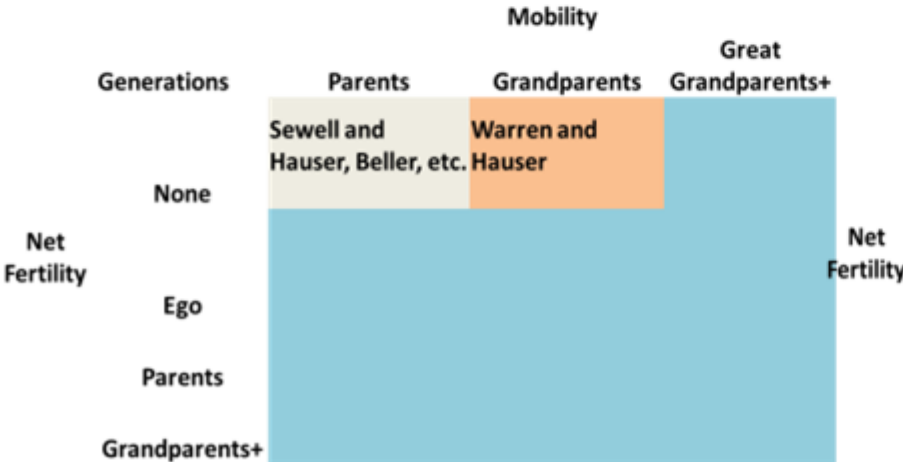 Mobility
Great
Generations Parents Grandparents Grandparents+
Sewell and Warren and
Hauser, Beller, etc. Hauser
None
Net Net
Fertility Fertility
Ego
Parents
Grandparents+